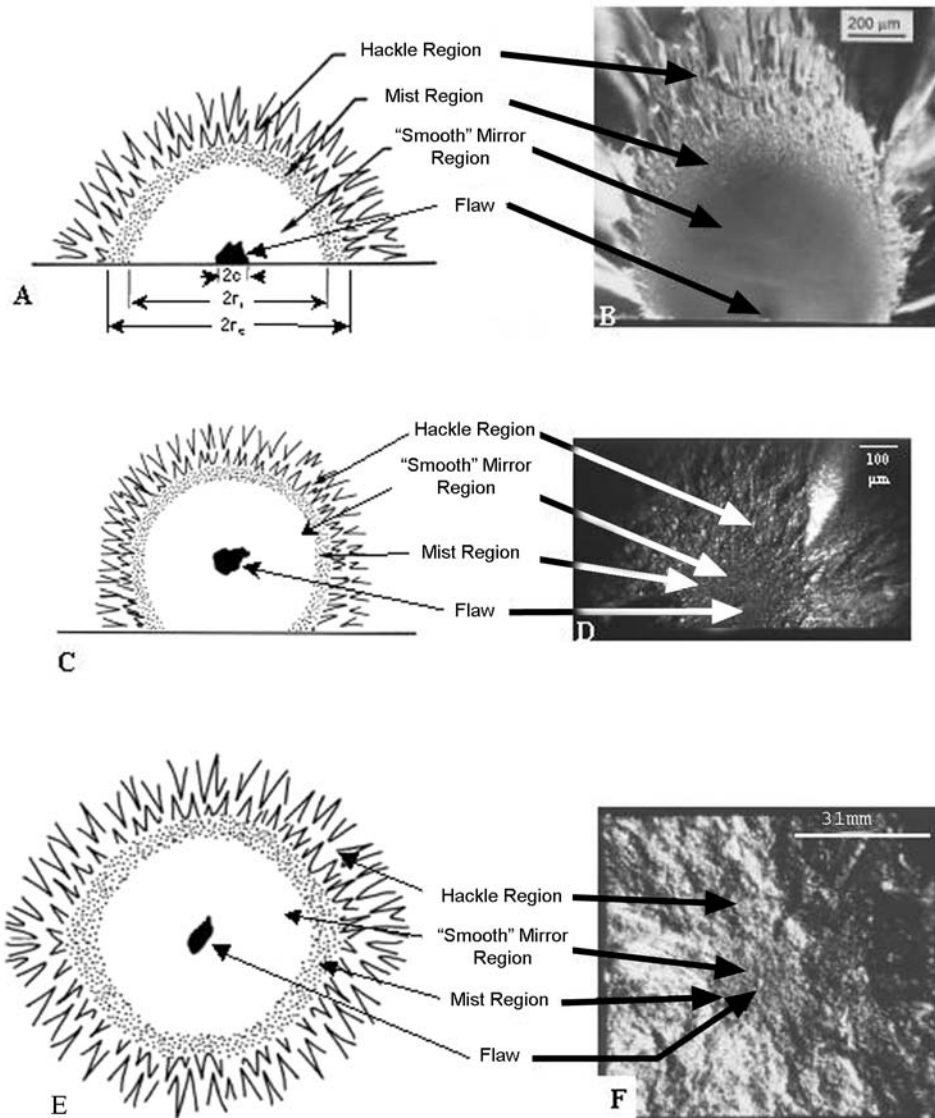 200 μm
Hackle Region
Mist Region
“Smooth” Mirror
Region
Flaw
2c
2r₁
2rₛ
A
B
Hackle Region
“Smooth” Mirror
Region
Mist Region
Flaw
100
μm
C
D
31mm
Hackle Region
“Smooth” Mirror
Region
Mist Region
Flaw
E
F